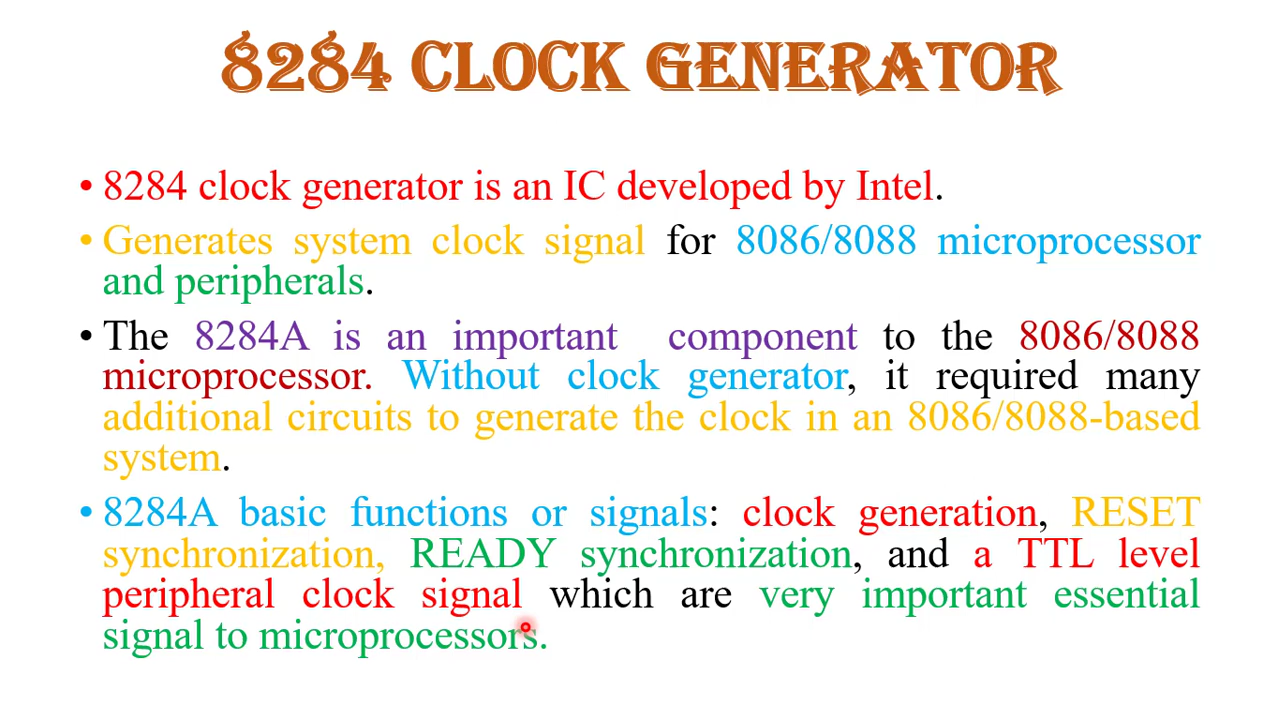 8284 CLOCK GENERATOR
• 8284 clock generator is an IC developed by Intel.
• Generates system clock signal for 8086/8088 microprocessor
and peripherals.
• The 8284A is an important component to the 8086/8088
microprocessor. Without clock generator, it required many
additional circuits to generate the clock in an 8086/8088-based
system.
• 8284A basic functions or signals: clock generation, RESET
synchronization, READY synchronization, and a TTL level
peripheral clock signal which are very important essential
signal to microprocessors.